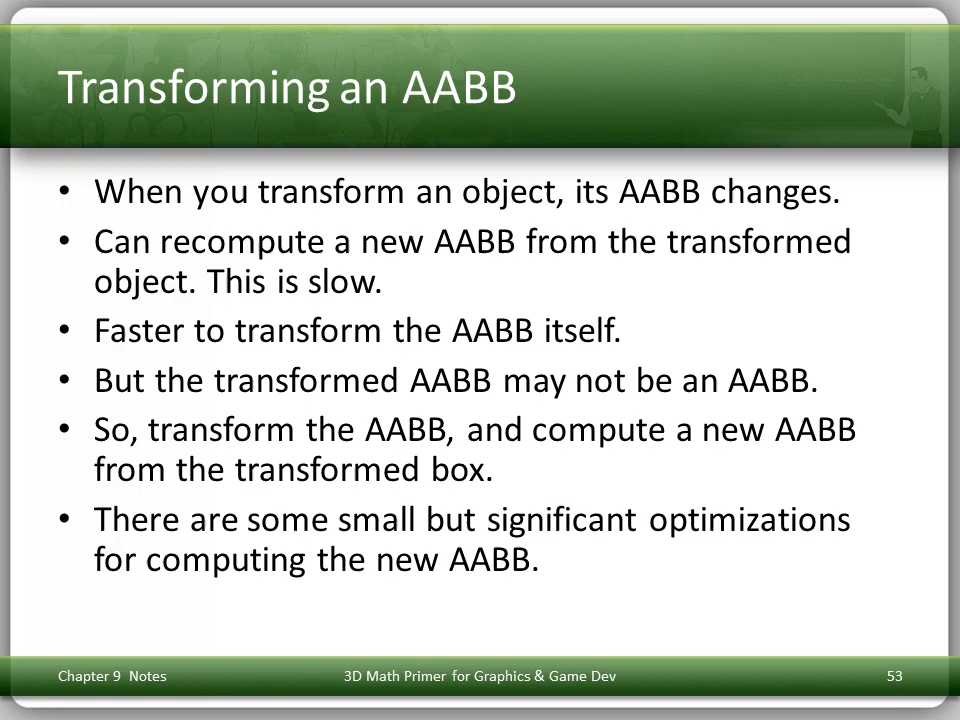 Transforming an AABB
• When you transform an object, its AABB changes.
• Can recompute a new AABB from the transformed
object. This is slow.
• Faster to transform the AABB itself.
• But the transformed AABB may not be an AABB.
• So, transform the AABB, and compute a new AABB
from the transformed box.
• There are some small but significant optimizations
for computing the new AABB.
Chapter 9 Notes
3D Math Primer for Graphics & Game Dev
53